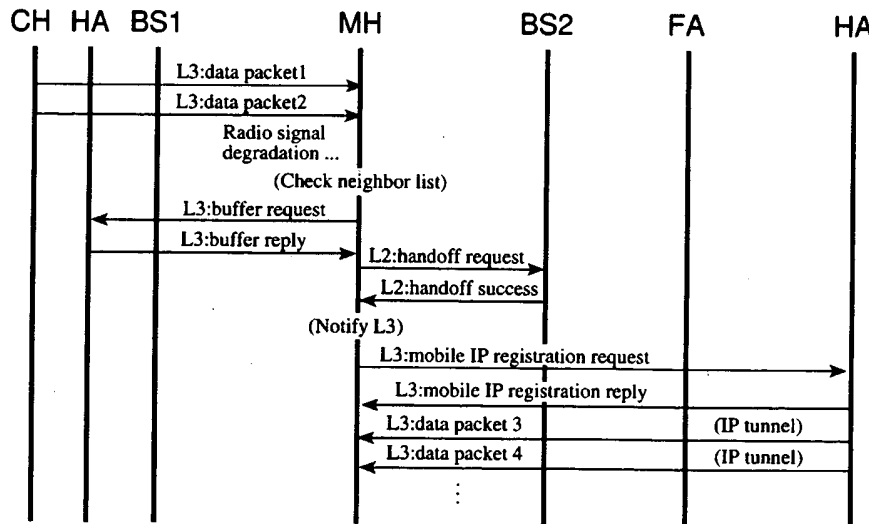 CH HA BS1 MH BS2 FA HA
L3:data packet1
L3:data packet2
Radio signal
degradation ...
(Check neighbor list)
L3:buffer request
L3:buffer reply
L2:handoff request
L2:handoff success
(Notify L3)
L3:mobile IP registration request
L3:mobile IP registration reply
L3:data packet 3 (IP tunnel)
L3:data packet 4 (IP tunnel)
⋮